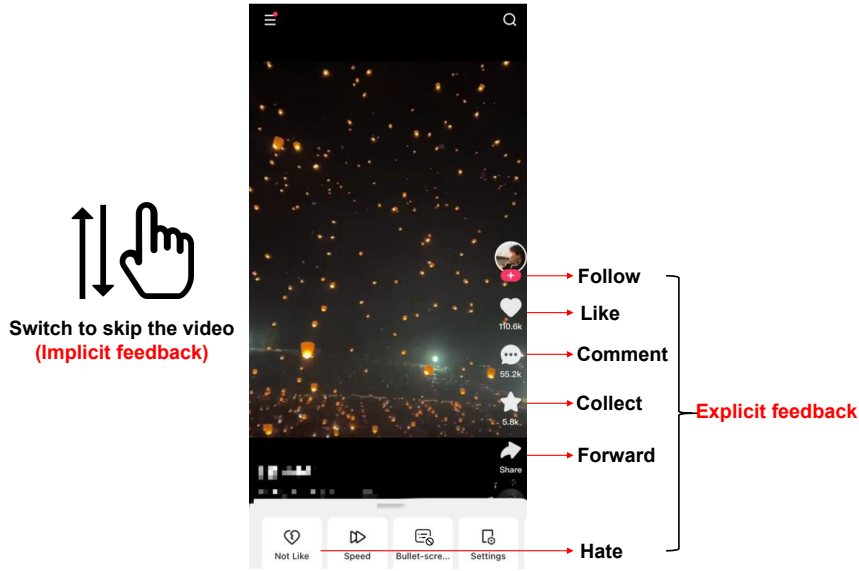 Switch to skip the video
(Implicit feedback)
Follow
110.6k
Like
55.2k
Comment
5.8k
Collect
Share
Forward
Explicit feedback
Not Like
Speed
Bullet-scre...
Settings
Hate